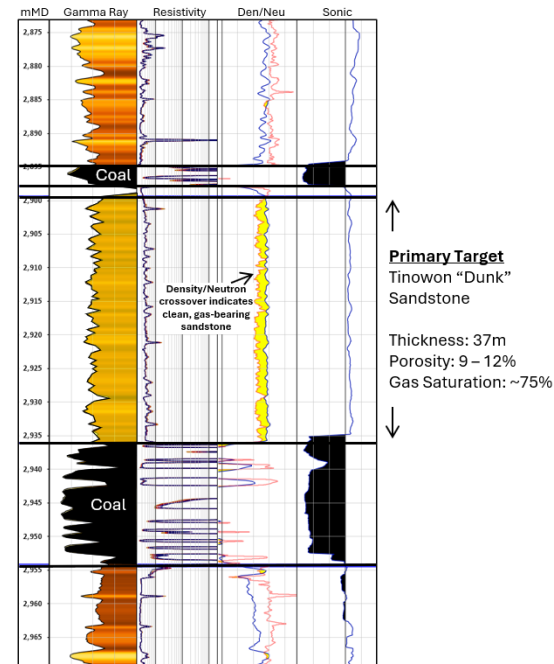 mMD Gamma Ray Resistivity Den/Neu Sonic
2,875
2,880
2,885
2,890
2,895
Coal
2,900
2,905
2,910
Density/Neutron
crossover indicates
clean, gas-bearing
sandstone
2,915
2,920
2,925
2,930
2,935
Primary Target
Tinowon “Dunk”
Sandstone
Thickness: 37m
Porosity: 9 – 12%
Gas Saturation: ~75%
2,940
2,945
Coal
2,950
2,955
2,960
2,965